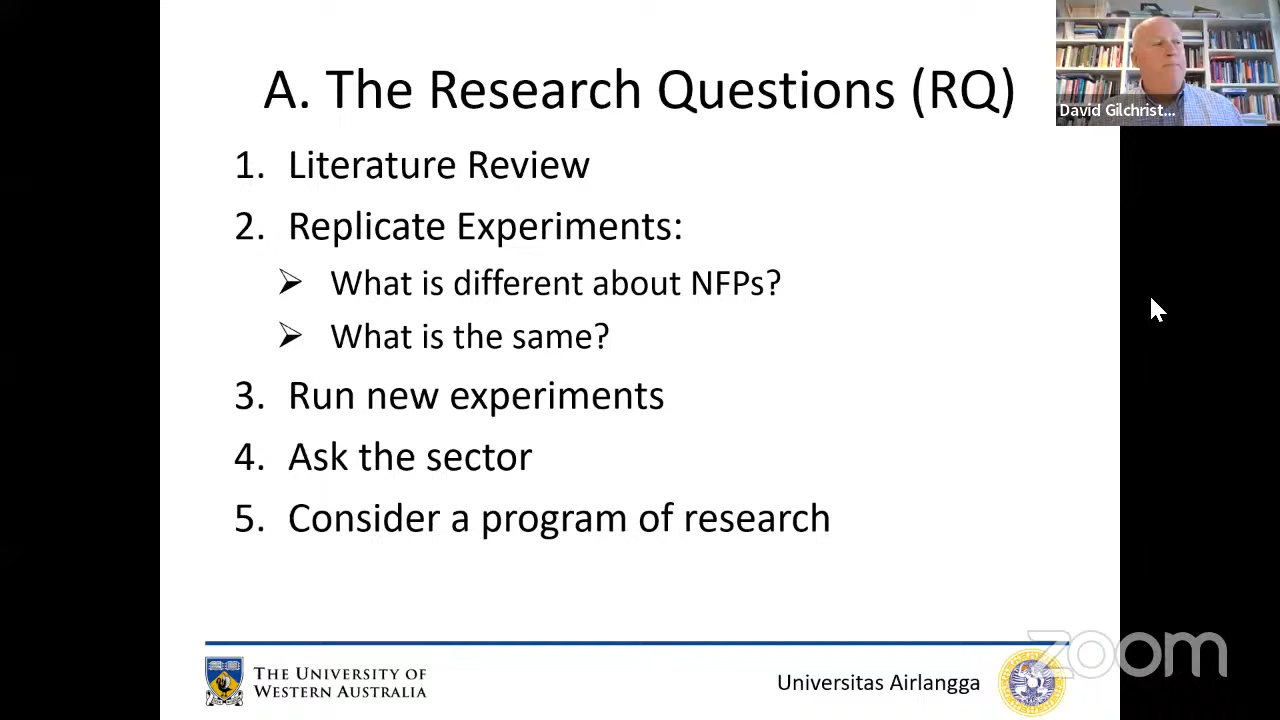 A. The Research Questions (RQ)
David Gilchrist...
1. Literature Review
2. Replicate Experiments:
➢ What is different about NFPs?
➢ What is the same?
3. Run new experiments
4. Ask the sector
5. Consider a program of research
THE UNIVERSITY OF
WESTERN AUSTRALIA
Universitas Airlangga
zoom